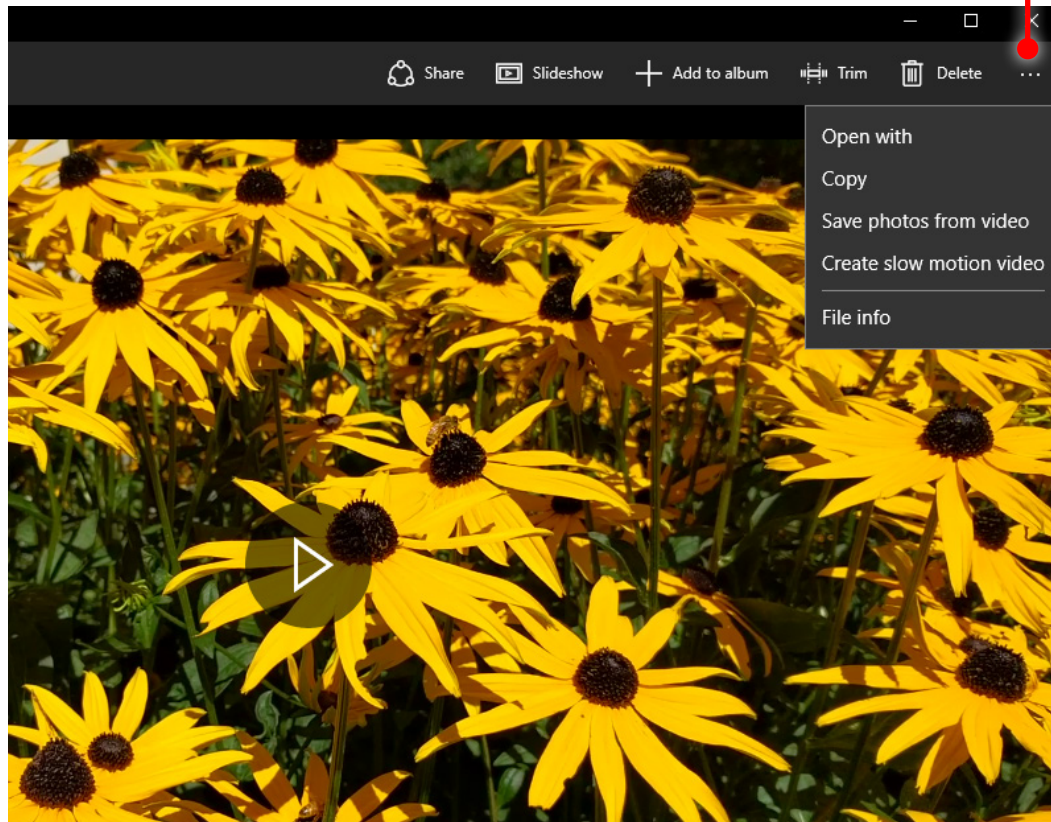 Share Slideshow Add to album Trim Delete ...
Open with
Copy
Save photos from video
Create slow motion video
File info